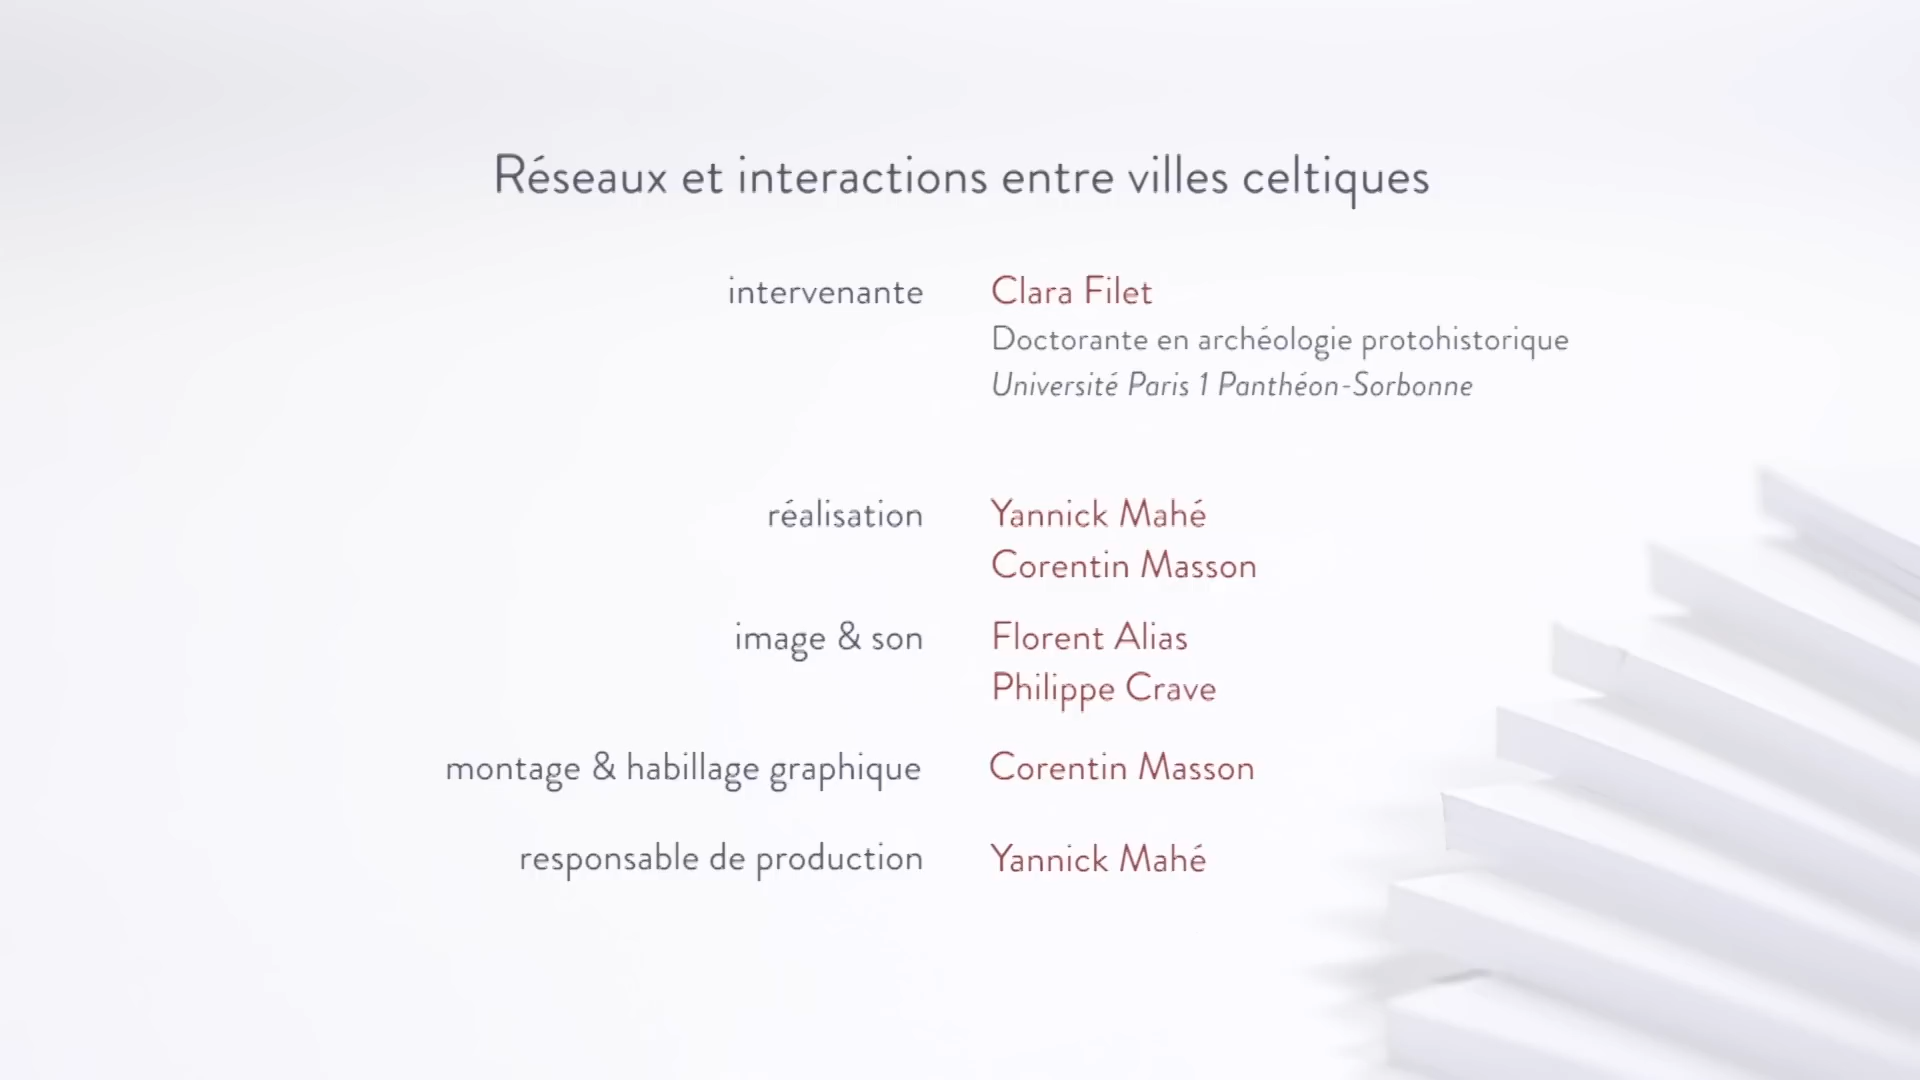 Réseaux et interactions entre villes celtiques
intervenante Clara Filet
Doctorante en archéologie protohistorique
Université Paris 1 Panthéon-Sorbonne
réalisation Yannick Mahé
Corentin Masson
image & son Florent Alias
Philippe Crave
montage & habillage graphique Corentin Masson
responsable de production Yannick Mahé